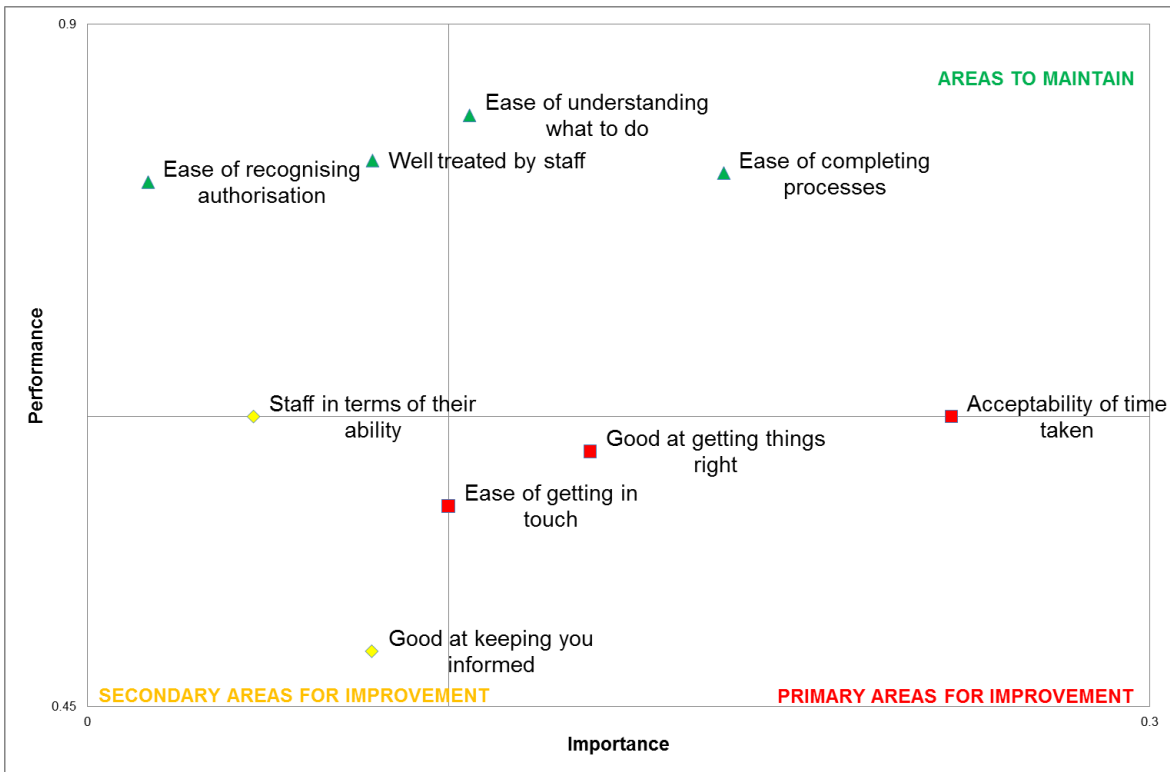 0.9
AREAS TO MAINTAIN
Ease of understanding
what to do
Well treated by staff
Ease of recognising
authorisation
Ease of completing
processes
Performance
Staff in terms of their
ability
Acceptability of time
taken
Good at getting things
right
Ease of getting in
touch
Good at keeping you
informed
SECONDARY AREAS FOR IMPROVEMENT
PRIMARY AREAS FOR IMPROVEMENT
0.45
0
0.3
Importance